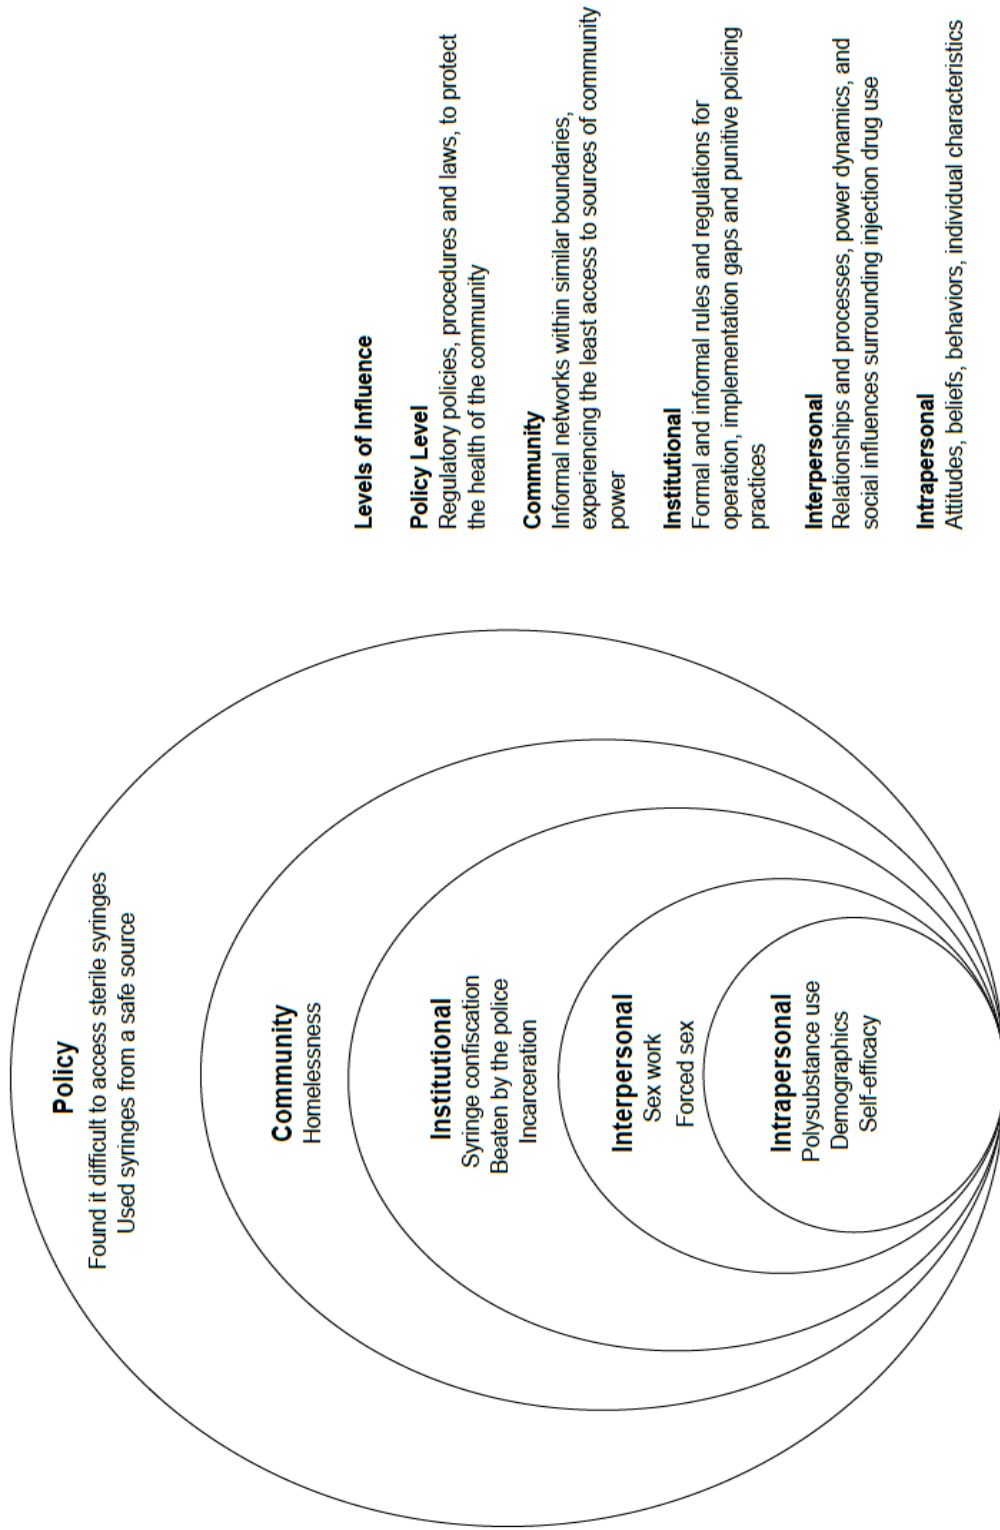 Policy
Found it difficult to access sterile syringes
Used syringes from a safe source
Community
Homelessness
Institutional
Syringe confiscation
Beaten by the police
Incarceration
Interpersonal
Sex work
Forced sex
Intrapersonal
Polysubstance use
Demographics
Self-efficacy
Levels of Influence
Policy Level
Regulatory policies, procedures and laws, to protect
the health of the community
Community
Informal networks within similar boundaries,
experiencing the least access to sources of community
power
Institutional
Formal and informal rules and regulations for
operation, implementation gaps and punitive policing
practices
Interpersonal
Relationships and processes, power dynamics, and
social influences surrounding injection drug use
Intrapersonal
Attitudes, beliefs, behaviors, individual characteristics